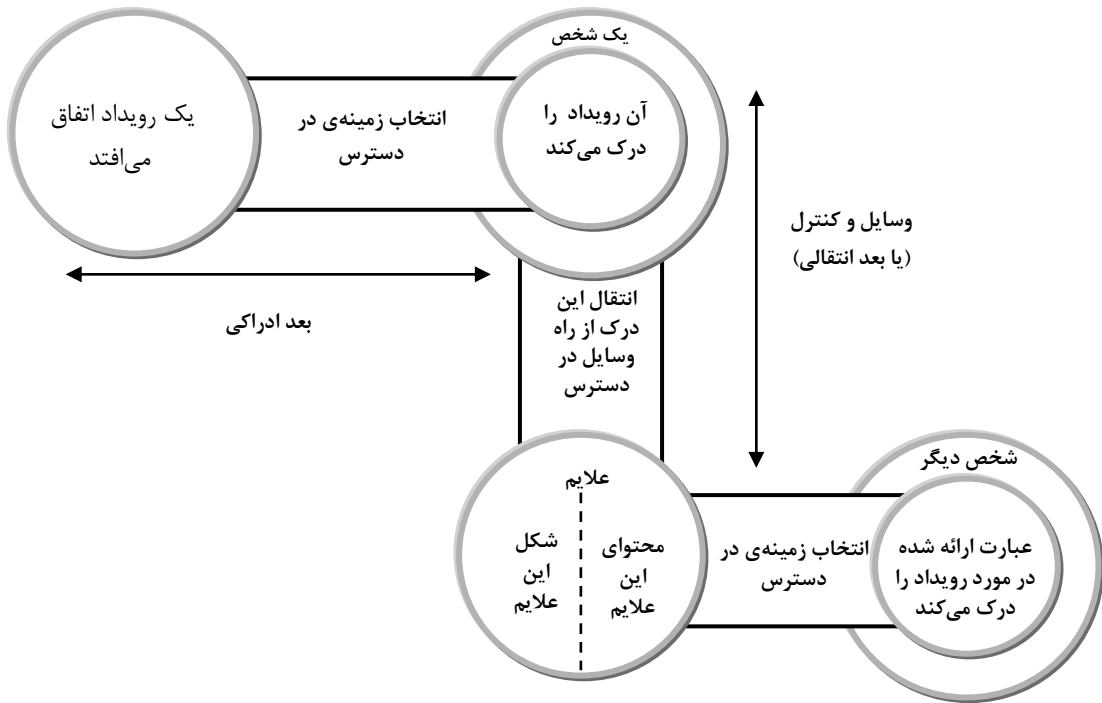 یک شخص
یک رویداد اتفاق
می‌افتد
انتخاب زمینه‌ی در
دسترس
آن رویداد را
درک می‌کند
وسایل و کنترل
(یا بعد انتقالی)
بعد ادراکی
انتقال این
درک از راه
وسایل در
دسترس
علایم
شکل
این
علایم
محتوای
این
علایم
انتخاب زمینه‌ی در
دسترس
شخص دیگر
عبارت ارائه شده
در مورد رویداد را
درک می‌کند